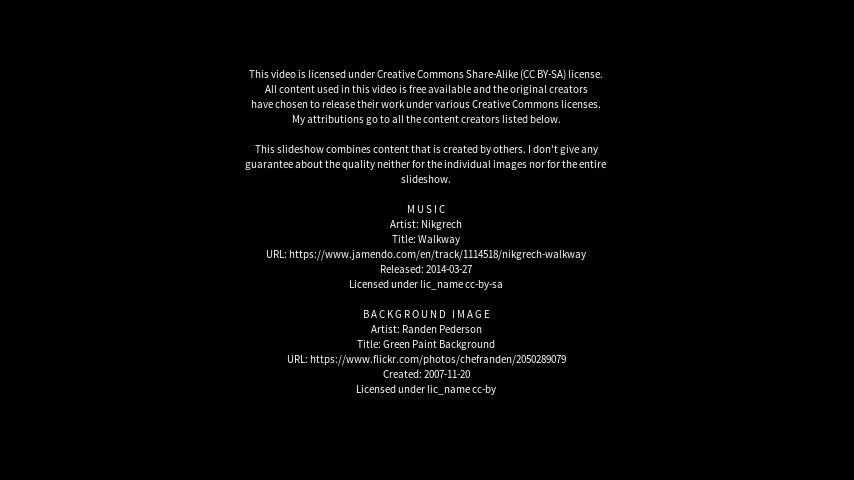 This video is licensed under Creative Commons Share-Alike (CC BY-SA) license.
All content used in this video is free available and the original creators
have chosen to release their work under various Creative Commons licenses.
My attributions go to all the content creators listed below.
This slideshow combines content that is created by others. I don't give any
guarantee about the quality neither for the individual images nor for the entire
slideshow.
MUSIC
Artist: Nikgrech
Title: Walkway
URL: https://www.jamendo.com/en/track/1114518/nikgrech-walkway
Released: 2014-03-27
Licensed under lic_name cc-by-sa
BACKGROUND IMAGE
Artist: Randen Pederson
Title: Green Paint Background
URL: https://www.flickr.com/photos/chefranden/2050289079
Created: 2007-11-20
Licensed under lic_name cc-by